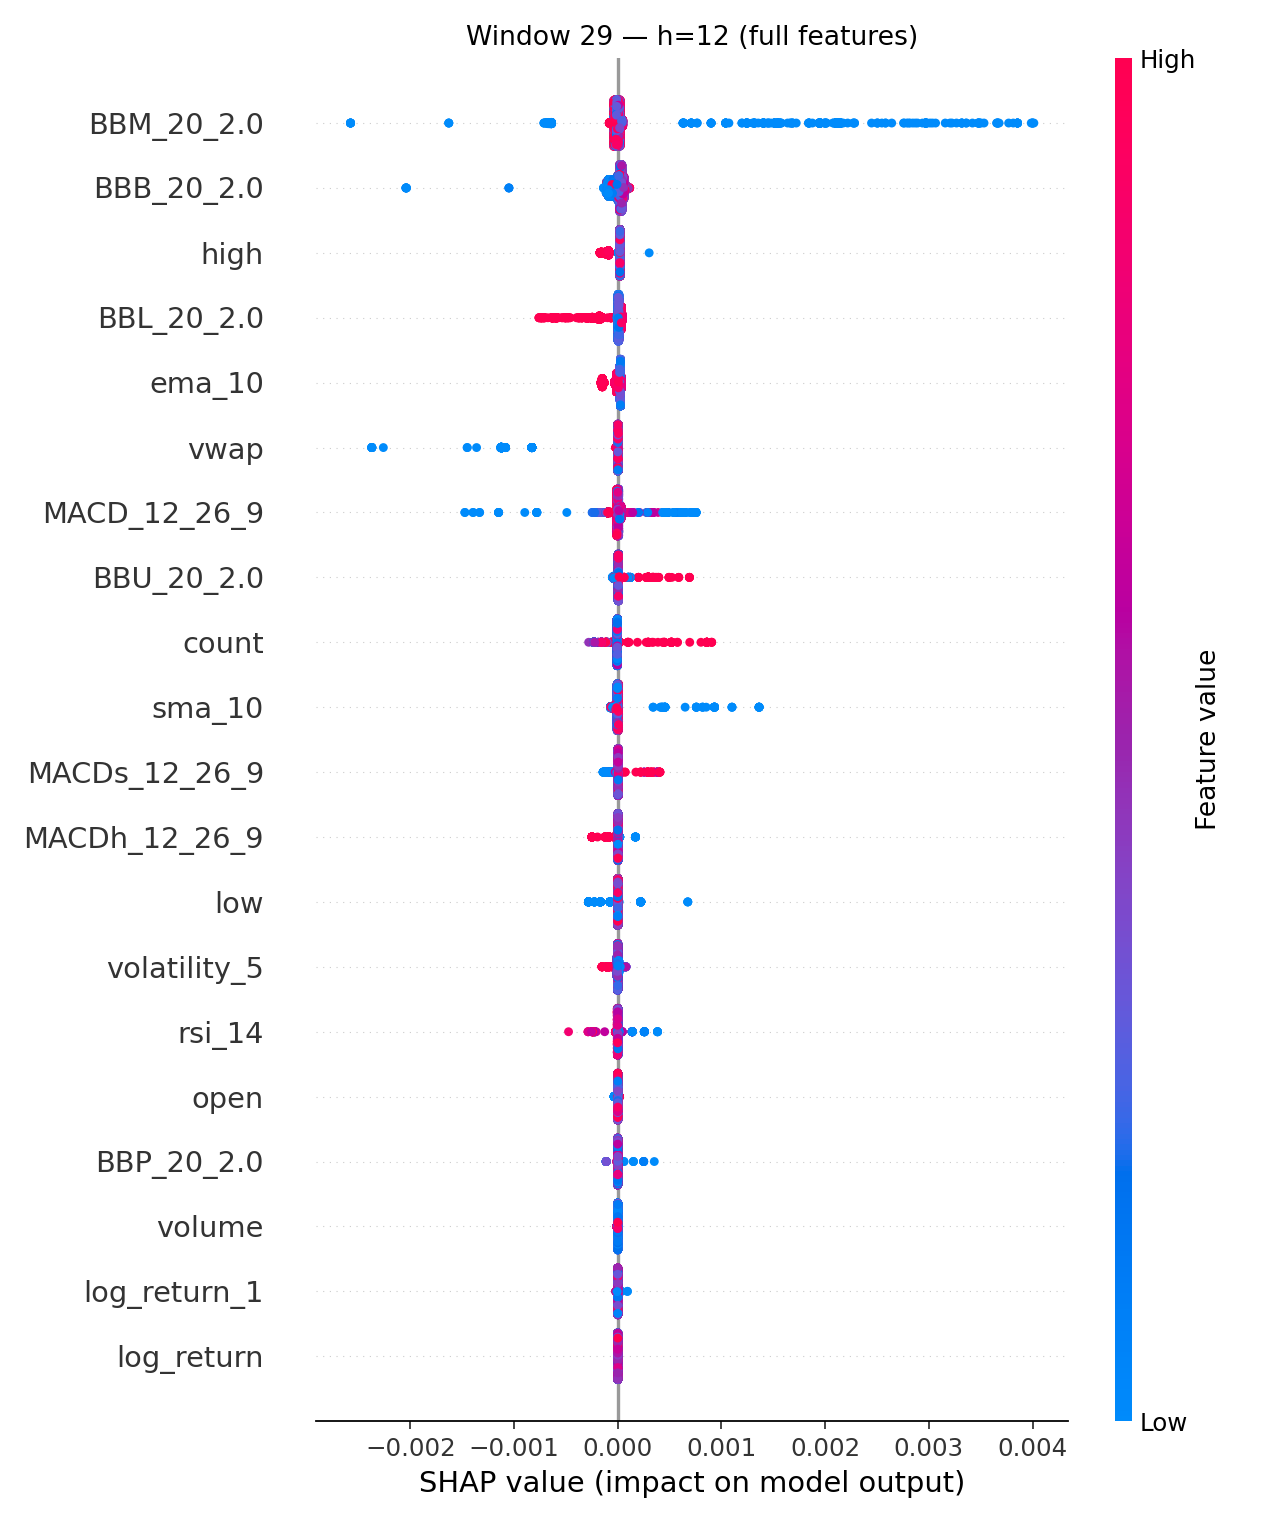 Window 29 — h=12 (full features)
High
BBM_20_2.0
BBB_20_2.0
high
BBL_20_2.0
ema_10
vwap
MACD_12_26_9
BBU_20_2.0
count
sma_10
MACDs_12_26_9
MACDh_12_26_9
low
volatility_5
rsi_14
open
BBP_20_2.0
volume
log_return_1
log_return
Feature value
Low
−0.002 −0.001 0.000 0.001 0.002 0.003 0.004
SHAP value (impact on model output)